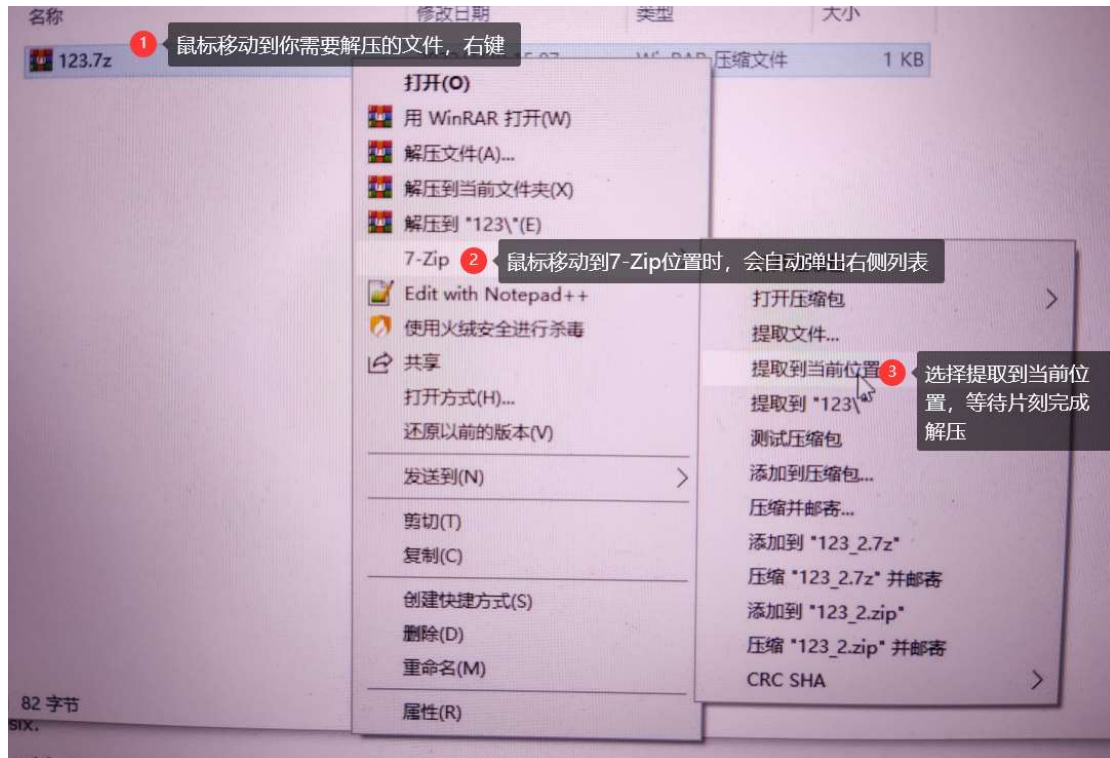 名称 修改日期 类型 大小
1 鼠标移动到你需要解压的文件，右键
123.7z 压缩文件 1 KB
打开(O)
用 WinRAR 打开(W)
解压文件(A)...
解压到当前文件夹(X)
解压到 "123\"(E)
7-Zip 2 鼠标移动到7-Zip位置时，会自动弹出右侧列表
Edit with Notepad++
使用火绒安全进行杀毒
共享
打开方式(H)...
还原以前的版本(V)
发送到(N)
剪切(T)
复制(C)
创建快捷方式(S)
删除(D)
重命名(M)
属性(R)
打开压缩包
提取文件...
提取到当前位置 3 选择提取到当前位
置，等待片刻完成
解压
提取到 "123\"
测试压缩包
添加到压缩包...
压缩并邮寄...
添加到 "123_2.7z"
压缩 "123_2.7z" 并邮寄
添加到 "123_2.zip"
压缩 "123_2.zip" 并邮寄
CRC SHA
82 字节
six.